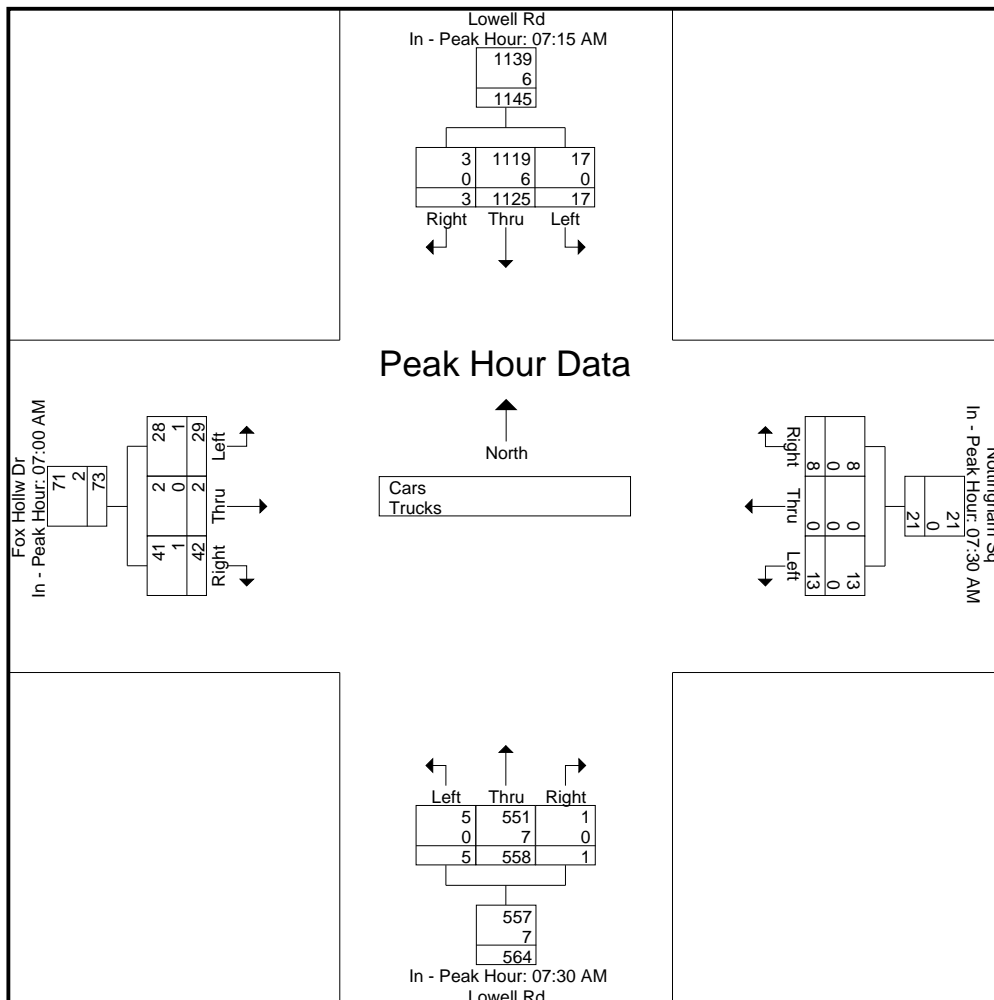 Lowell Rd
In - Peak Hour: 07:15 AM
1139
6
1145
3 1119 17
0 6 0
3 1125 17
Right Thru Left
Peak Hour Data
North
Cars
Trucks
Fox Hollw Dr
In - Peak Hour: 07:00 AM
71
2
73
28 1 29
2 0 2
41 1 42
Left
Thru
Right
Right
Thru
Left
8 0 8
0 0 0
13 0 13
21
0
21
Nottingham Sq
In - Peak Hour: 07:30 AM
Left Thru Right
5 551 1
0 7 0
5 558 1
557
7
564
In - Peak Hour: 07:30 AM
Lowell Rd